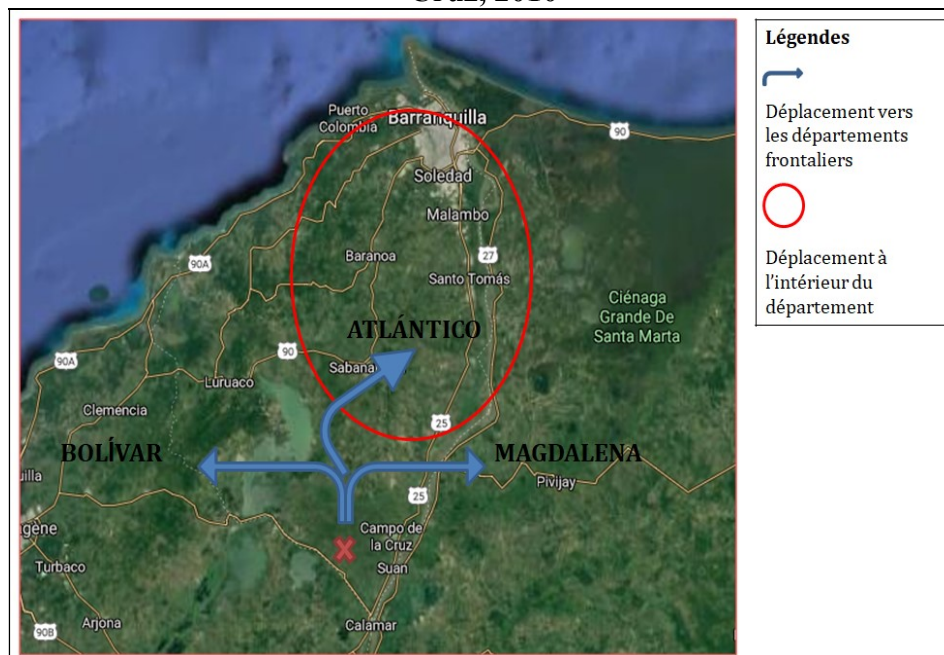 Cruz, 2010
Légendes
Déplacement vers
les départements
frontaliers
Déplacement à
l'intérieur du
département
Puerto
Colombia
Barranquilla
90
Soledad
Malambo
27
90A
Baranoa
Santo Tomás
Ciénaga
Grande De
Santa Marta
ATLÁNTICO
90
90A
Luruaco
Clemencia
25
BOLÍVAR
MAGDALENA
Pivijay
25
Campo de
la Cruz
Suan
Turbaco
Arjona
Calamar
90B